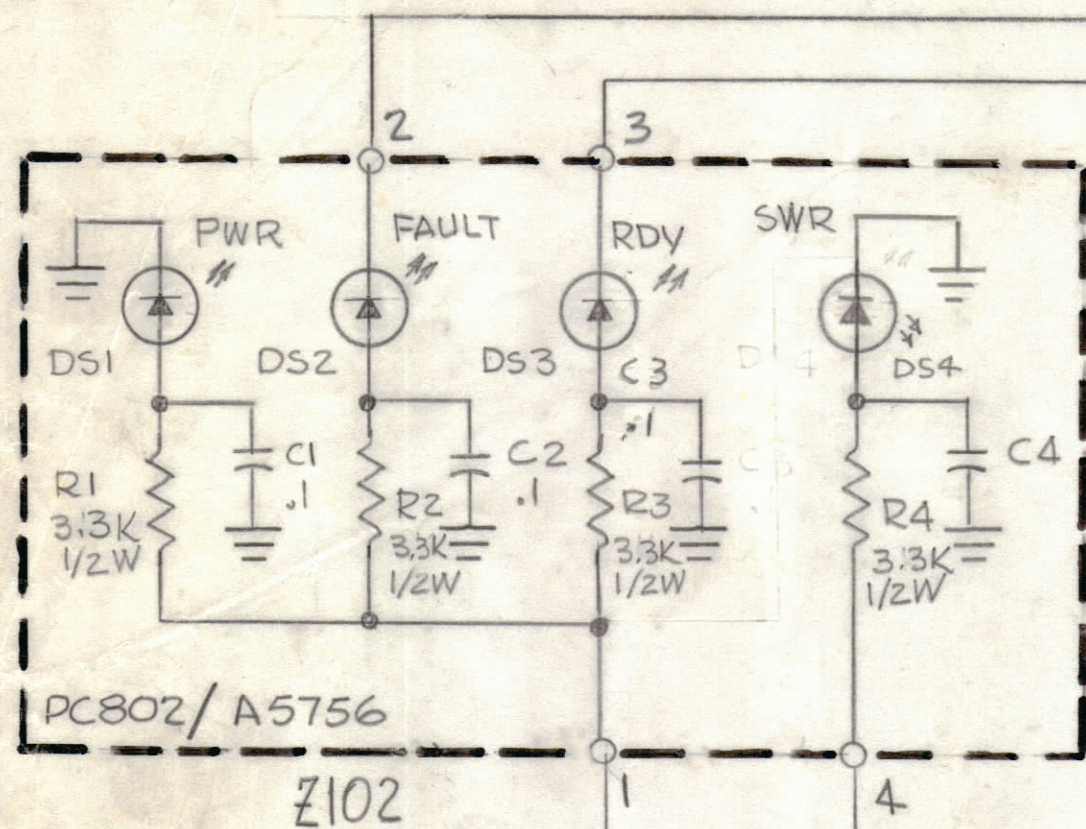 2
3
PWR
FAULT
RDY
SWR
DS1
DS2
DS3
C3
.1
DS4
R1
3.3K
1/2W
C1
.1
R2
3.3K
1/2W
C2
.1
R3
3.3K
1/2W
R4
3.3K
1/2W
C4
PC802/A5756
Z102
1
4